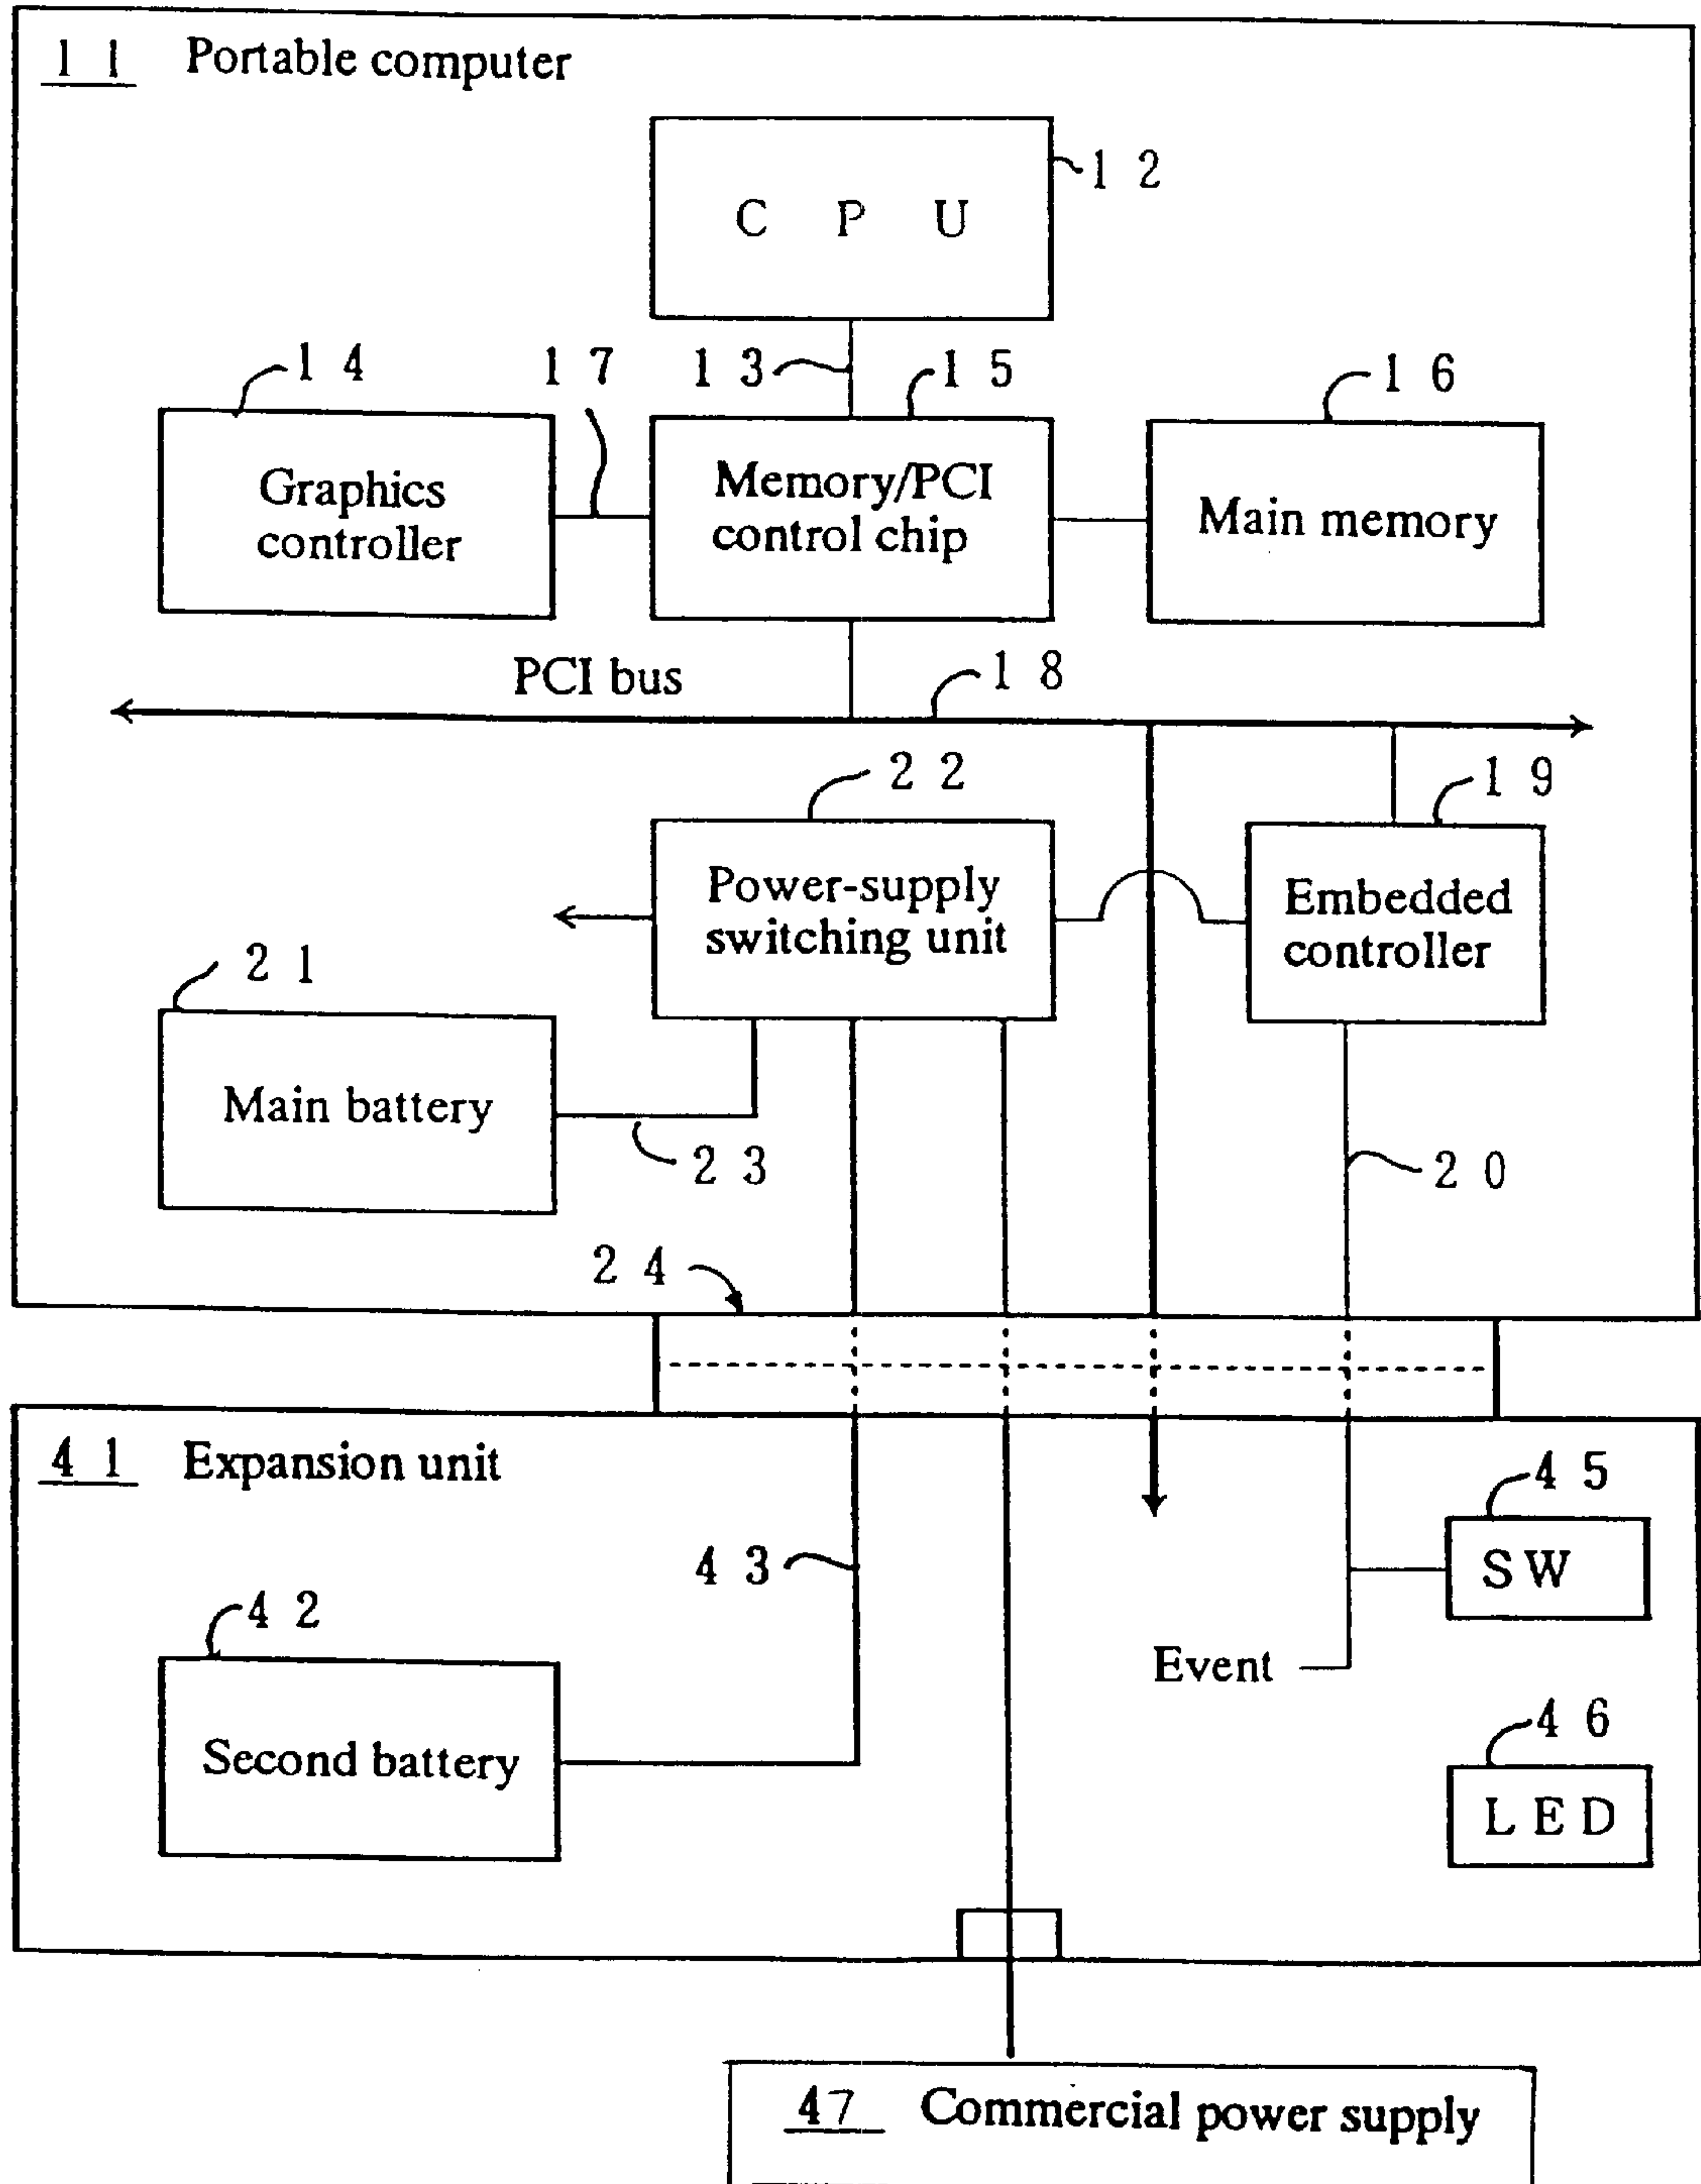 11 Portable computer
CPU
12
14
17
13
15
16
Graphics
controller
Memory/PCI
control chip
Main memory
PCI bus
18
22
19
Power-supply
switching unit
Embedded
controller
21
Main battery
23
20
24
41 Expansion unit
45
SW
43
42
Event
46
Second battery
LED
47 Commercial power supply